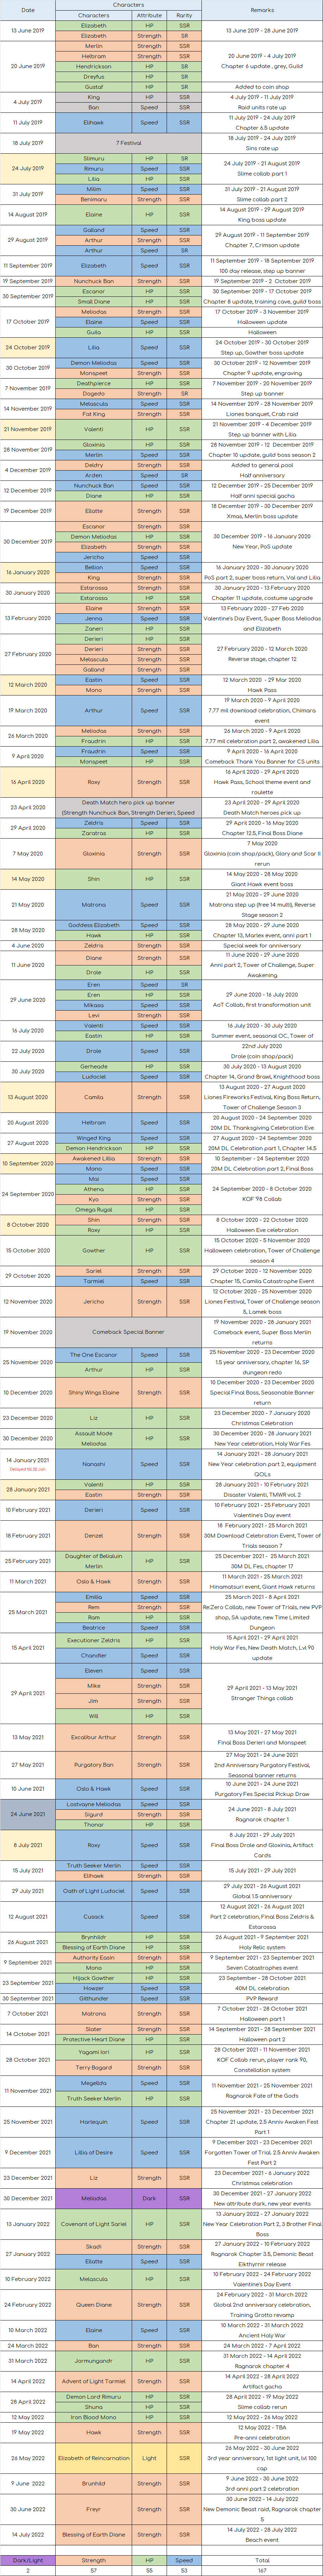 Date Characters Remarks
Characters Attribute Rarity
13 June 2019 Elizabeth HP SSR 13 June 2019 - 28 June 2019
Elizabeth Strength SR
20 June 2019 Merlin Strength SSR 20 June 2019 - 4 July 2019
Helbram Strength SSR Chapter 6 update , grey, Guild
Hendrickson HP SR
Dreyfus HP SR
Gustaf HP SR Added to coin shop
4 July 2019 King HP SSR 4 July 2019 - 11 July 2019
Ban Speed SSR Raid units rate up
11 July 2019 Elihawk Speed SSR 11 July 2019 - 24 July 2019
Chapter 6.5 update
18 July 2019 7 Festival 18 July 2019 - 24 July 2019
Sins rate up
24 July 2019 Slimuru HP SR 24 July 2019 - 21 August 2019
Rimuru Speed SSR Slime collab part 1
Lilia HP SSR
31 July 2019 Milim Speed SSR 31 July 2019 - 21 August 2019
Benimaru Strength SSR Slime collab part 2
14 August 2019 Elaine HP SSR 14 August 2019 - 29 August 2019
King boss update
29 August 2019 Galland Speed SSR 29 August 2019 - 11 September 2019
Arthur Strength SSR Chapter 7, Crimson update
Arthur Speed SR
11 September 2019 Elizabeth Speed SSR 11 September 2019 - 18 September 2019
100 day release, step up banner
19 September 2019 Nunchuck Ban Strength SSR 19 September 2019 - 2 October 2019
30 September 2019 Escanor HP SSR 30 September 2019 - 17 October 2019
Small Diane HP SSR Chapter 8 update, training cave, guild boss
17 October 2019 Meliodas Strength SSR 17 October 2019 - 3 November 2019
Elaine Speed SSR Halloween update
Guila HP SSR Halloween
24 October 2019 Lilia Speed SSR 24 October 2019 - 30 October 2019
Step up, Gowther boss update
30 October 2019 Demon Meliodas Speed SSR 30 October 2019 - 12 November 2019
Monspeet Strength SSR Chapter 9 update, engraving
7 November 2019 Deathpierce HP SSR 7 November 2019 - 20 November 2019
Dogedo Strength SR Step up banner
14 November 2019 Melascula Speed SSR 14 November 2019 - 28 November 2019
Fat King Strength SSR Liones banquet, Crab raid
21 November 2019 Valenti HP SSR 21 November 2019 - 4 December 2019
Step up banner with Lilia
28 November 2019 Gloxinia HP SSR 28 November 2019 - 12 December 2019
Merlin Speed SSR Chapter 10 update, guild boss season 2
4 December 2019 Deldry Strength SSR Added to general pool
Arden Speed SR Half anniversary
12 December 2019 Nunchuck Ban Speed SSR 12 December 2019 - 25 December 2019
Diane HP SSR Half anni special gacha
19 December 2019 Ellatte Strength SSR 18 December 2019 - 30 December 2019
Xmas, Merlin boss update
30 December 2019 Escanor Strength SSR 30 December 2019 - 16 January 2020
Demon Meliodas HP SSR New Year, PoS update
Elizabeth Strength SSR
Jericho Speed SSR
16 January 2020 Bellion Speed SSR 16 January 2020 - 30 January 2020
King Strength SSR PoS part 2, super boss return, Val and Lilia
30 January 2020 Estarossa Strength SSR 30 January 2020 - 13 February 2020
Estarossa HP SSR Chapter 11 update, costume upgrade
13 February 2020 Elaine Strength SSR 13 February 2020 - 27 Feb 2020
Jenna Speed SSR Valentine's Day Event, Super Boss Meliodas
Zaneri HP SSR and Elizabeth
27 February 2020 Derieri HP SSR 27 February 2020 - 12 March 2020
Derieri Strength SSR Reverse stage, chapter 12
Melascula Strength SSR
Galland Strength SSR
12 March 2020 Eastin Speed SSR 12 March 2020 - 29 Mar 2020
Mono Strength SSR Hawk Pass
19 March 2020 Arthur Speed SSR 19 March 2020 - 9 April 2020
7.77 mil download celebration, Chimara
event
26 March 2020 Meliodas Strength SSR 26 March 2020 - 9 April 2020
Fraudrin HP SSR 7.77 mil celebration part 2, awakened Lilia
9 April 2020 Fraudrin Speed SSR 9 April 2020 - 16 April 2020
Monspeet HP SSR Comeback Thank You Banner for CS units
16 April 2020 Roxy Strength SSR 16 April 2020 - 29 April 2020
Hawk Pass, School theme event and
roulette
23 April 2020 Death Match hero pick up banner 23 April 2020 - 29 April 2020
(Strength Nunchuck Ban, Strength Derieri, Speed Death Match heroes pick up
29 April 2020 Zeldris Speed SSR 29 April 2020 - 16 May 2020
Zaratras HP SSR Chapter 12.5, Final Boss Diane
7 May 2020 Gloxinia Strength SSR 7 May 2020
Gloxinia (coin shop/pack), Glory and Scar II
rerun
14 May 2020 Shin HP SSR 14 May 2020 - 28 May 2020
Giant Hawk event boss
21 May 2020 Matrona Speed SSR 21 May 2020 - 29 June 2020
Matrona step up (free 14 multi), Reverse
Stage season 2
28 May 2020 Goddess Elizabeth Speed SSR 28 May 2020 - 29 June 2020
Hawk HP SSR Chapter 13, Marlex event, anni part 1
4 June 2020 Zeldris Strength SSR Special week for anniversary
11 June 2020 Diane Strength SSR 11 June 2020 - 29 June 2020
Drole HP SSR Anni part 2, Tower of Challenge, Super
Awakening
29 June 2020 Eren Speed SR 29 June 2020 - 16 July 2020
Eren HP SSR AoT Collab, first transformation unit
Mikasa Speed SSR
Levi Strength SSR
16 July 2020 Valenti Speed SSR 16 July 2020 - 30 July 2020
Eastin HP SSR Summer event, seasonal OC, Tower of
22 July 2020 Drole Speed SSR 22nd July 2020
Drole (coin shop/pack)
30 July 2020 Gerheade HP SSR 30 July 2020 - 13 August 2020
Ludociel Speed SSR Chapter 14, Grand Brawl, Knighthood boss
13 August 2020 Camila Strength SSR 13 August 2020 - 27 August 2020
Liones Fireworks Festival, King Boss Return,
Tower of Challenge Season 3
20 August 2020 Helbram Speed SSR 20 August 2020 - 24 September 2020
20M DL Thanksgiving Celebration Eve
27 August 2020 Winged King Speed SSR 27 August 2020 - 24 September 2020
Demon Hendrickson HP SSR 20M DL Celebration part 1, Chapter 14.5
10 September 2020 Awakened Lillia Strength SSR 10 September 2020 - 24 September 2020
Mono Speed SSR 20M DL Celebration part 2, Final Boss
24 September 2020 Mai Speed SSR 24 September 2020 - 8 October 2020
Athena HP SSR KOF 98 Collab
Kyo Strength SSR
Omega Rugal HP SSR
8 October 2020 Shin Strength SSR 8 October 2020 - 22 October 2020
Roxy HP SSR Halloween Eve celebration
15 October 2020 Gowther HP SSR 15 October 2020 - 5 November 2020
Halloween celebration, Tower of Challenge
season 4
29 October 2020 Sariel Strength SSR 29 October 2020 - 12 November 2020
Tarmiel Speed SSR Chapter 15, Camila Catastrophe Event
12 November 2020 Jericho Strength SSR 12 October 2020 - 25 November 2020
Liones Festival, Tower of Challenge season
5, Lamek boss
19 November 2020 Comeback Special Banner 19 November 2020 - 28 January 2021
Comeback event, Super Boss Merlin
returns
25 November 2020 The One Escanor Speed SSR 25 November 2020 - 23 December 2020
Arthur HP SSR 1.5 year anniversary, chapter 16, SP
dungeon redo
10 December 2020 Shiny Wings Elaine Strength SSR 10 December 2020 - 23 December 2020
Special Final Boss, Seasonable Banner
return
23 December 2020 Liz HP SSR 23 December 2020 - 7 January 2020
Christmas Celebration
30 December 2020 Assault Mode HP SSR 30 December 2020 - 28 January 2021
Meliodas New Year celebration, Holy War Fes
14 January 2021 Nanashi Speed SSR 14 January 2021 - 28 January 2021
New Year celebration part 2, equipment
QOLs
28 January 2021 Valenti HP SSR 28 January 2021 - 10 February 2021
Eastin Strength SSR Disaster Valenti, TMWR vol. 2
10 February 2021 Derieri Speed SSR 10 February 2021 - 25 February 2021
Valentine's Day event
18 February 2021 Denzel Strength SSR 18 February 2021 - 25 March 2021
30M Download Celebration Event, Tower of
Trials season 7
25 February 2021 Daughter of Belialuin HP SSR 25 December 2021 - 25 March 2021
Merlin 30M DL Fes, chapter 17
11 March 2021 Oslo & Hawk Strength SSR 11 March 2021 - 25 March 2021
Hinamatsuri event, Giant Hawk returns
25 March 2021 Emilia Speed SSR 25 March 2021 - 8 April 2021
Rem Strength SSR Re:Zero Collab, new Tower of Trials, new PVP
Ram HP SSR shop, SA update, new Time Limited
Beatrice Speed SSR Dungeon
15 April 2021 Executioner Zeldris HP SSR 15 April 2021 - 29 April 2021
Chandler Speed SSR Holy War Fes, New Death Match, Lvl 90
update
29 April 2021 Eleven Speed SSR 29 April 2021 - 13 May 2021
Mike Strength SSR Stranger Things collab
Jim Strength SSR
Will HP SSR
13 May 2021 Excalibur Arthur Strength SSR 13 May 2021 - 27 May 2021
Final Boss Derieri and Monspeet
27 May 2021 Purgatory Ban Strength SSR 27 May 2021 - 24 June 2021
2nd Anniversary Purgatory Festival,
Seasonal banner returns
10 June 2021 Oslo & Hawk Speed SSR 10 June 2021 - 24 June 2021
Purgatory Fes Special Pickup Draw
24 June 2021 Lostvayne Meliodas Speed SSR 24 June 2021 - 8 July 2021
Sigurd Strength SSR Ragnarok chapter 1
Thonar HP SSR
8 July 2021 Roxy Speed SSR 8 July 2021 - 29 July 2021
Final Boss Drole and Gloxinia, Artifact
Cards
15 July 2021 Truth Seeker Merlin Speed SSR 15 July 2021 - 29 July 2021
Elihawk Strength SSR
29 July 2021 Oath of Light Ludociel Speed SSR 29 July 2021 - 26 August 2021
Global 1.5 anniversary
12 August 2021 Cusack Speed SSR 12 August 2021 - 26 August 2021
Part 2 celebration, Final Boss Zeldris &
Estarossa
26 August 2021 Brynhildr HP SSR 26 August 2021 - 9 September 2021
Blessing of Earth Diane HP SSR Holy Relic system
9 September 2021 Authority Easin Strength SSR 9 September 2021 - 23 September 2021
Mono HP SSR Seven Catastrophes event
23 September 2021 Hijack Gowther HP SSR 23 September - 28 October 2021
Howzer Speed SSR 40M DL celebration
30 September 2021 Gilthunder Speed SSR PVP Reward
7 October 2021 Matrona Strength SSR 7 October 2021 - 28 October 2021
Halloween part 1
14 October 2021 Slater Strength SSR 14 September 2021 - 28 September 2021
Protective Heart Diane HP SSR Halloween part 2
28 October 2021 Yagami Iori HP SSR 28 October 2021 - 11 November 2021
Terry Bogard Strength SSR KOF Collab rerun, player rank 90,
Constellation system
11 November 2021 Megellda Speed SSR 11 November 2021 - 25 November 2021
Truth Seeker Merlin HP SSR Ragnarok Fate of the Gods
25 November 2021 Harlequin Speed SSR 25 November 2021 - 23 December 2021
Chapter 21 update, 2.5 Anniv Awaken Fest
Part 1
9 December 2021 Lillia of Desire Speed SSR 9 December 2021 - 23 December 2021
Forgotten Tower of Trial, 2.5 Anniv Awaken
Fest Part 2
23 December 2021 Liz Strength SSR 23 December 2021 - 6 January 2022
Christmas celebration
30 December 2021 Meliodas Dark SSR 30 December 2021 - 27 January 2022
New attribute dark, new year events
13 January 2022 Covenant of Light Sariel HP SSR 13 January 2022 - 27 January 2022
New Year Celebration Part 2, 3 Brother Final
Boss
27 January 2022 Skadi Strength SSR 27 January 2022 - 10 February 2022
Ellatte Speed SSR Ragnarok Chapter 3.5, Demonic Beast
Eikthyrnir release
10 February 2022 Melascula HP SSR 10 February 2022 - 24 February 2022
Valentine's Day Event
24 February 2022 Queen Diane Strength SSR 24 February 2022 - 31 March 2022
Global 2nd anniversary celebration,
Training Grotto revamp
10 March 2022 Elaine Speed SSR 10 March 2022 - 31 March 2022
Ancient Holy War
24 March 2022 Ban Strength SSR 24 March 2022 - 7 April 2022
31 March 2022 Jormungandr HP SSR 31 March 2022 - 14 April 2022
Ragnarok chapter 4
14 April 2022 Advent of Light Tarmiel Strength SSR 14 April 2022 - 28 April 2022
Artifact gacha
28 April 2022 Demon Lord Rimuru HP SSR 28 April 2022 - 19 May 2022
Shuna HP SSR Slime collab rerun
12 May 2022 Iron Blood Mono HP SSR 12 May 2022 - 26 May 2022
19 May 2022 Hawk Strength SSR 12 May 2022 - TBA
Pre-anni celebration
26 May 2022 Elizabeth of Reincarnation Light SSR 26 May 2022 - 30 June 2022
3rd year anniversary, 1st light unit, lvl 100
cap
9 June 2022 Brunhild Strength SSR 9 June 2022 - 30 June 2022
3rd anni part 2 celebration
30 June 2022 Freyr Strength SSR 30 June 2022 - 14 July 2022
New Demonic Beast raid, Ragnarok chapter
5
14 July 2022 Blessing of Earth Diane Strength SSR 14 July 2022 - 28 July 2022
Beach event
Dark/Light Strength HP Speed Total
2 57 55 53 167